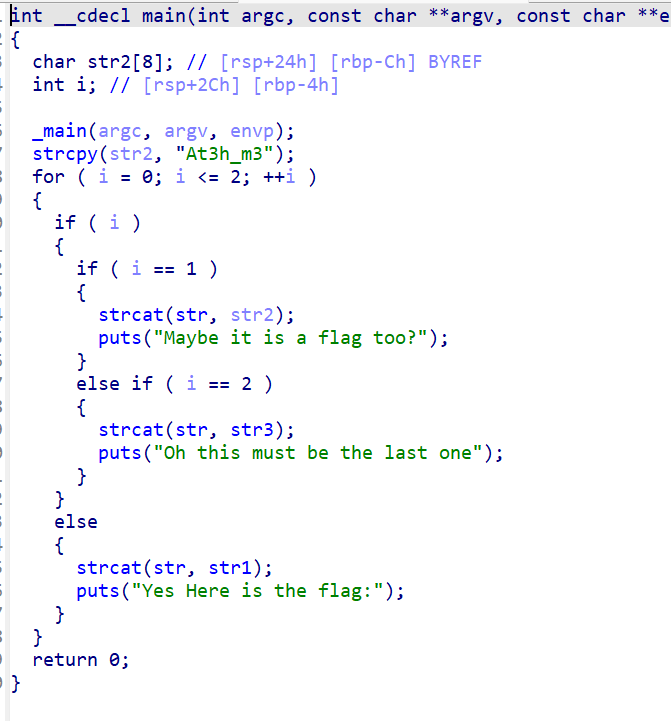 int __cdecl main(int argc, const char **argv, const char **e
{
  char str2[8]; // [rsp+24h] [rbp-Ch] BYREF
  int i; // [rsp+2Ch] [rbp-4h]

  _main(argc, argv, envp);
  strcpy(str2, "At3h_m3");
  for ( i = 0; i <= 2; ++i )
  {
    if ( i )
    {
      if ( i == 1 )
      {
        strcat(str, str2);
        puts("Maybe it is a flag too?");
      }
      else if ( i == 2 )
      {
        strcat(str, str3);
        puts("Oh this must be the last one");
      }
    }
    else
    {
      strcat(str, str1);
      puts("Yes Here is the flag:");
    }
  }
  return 0;
}